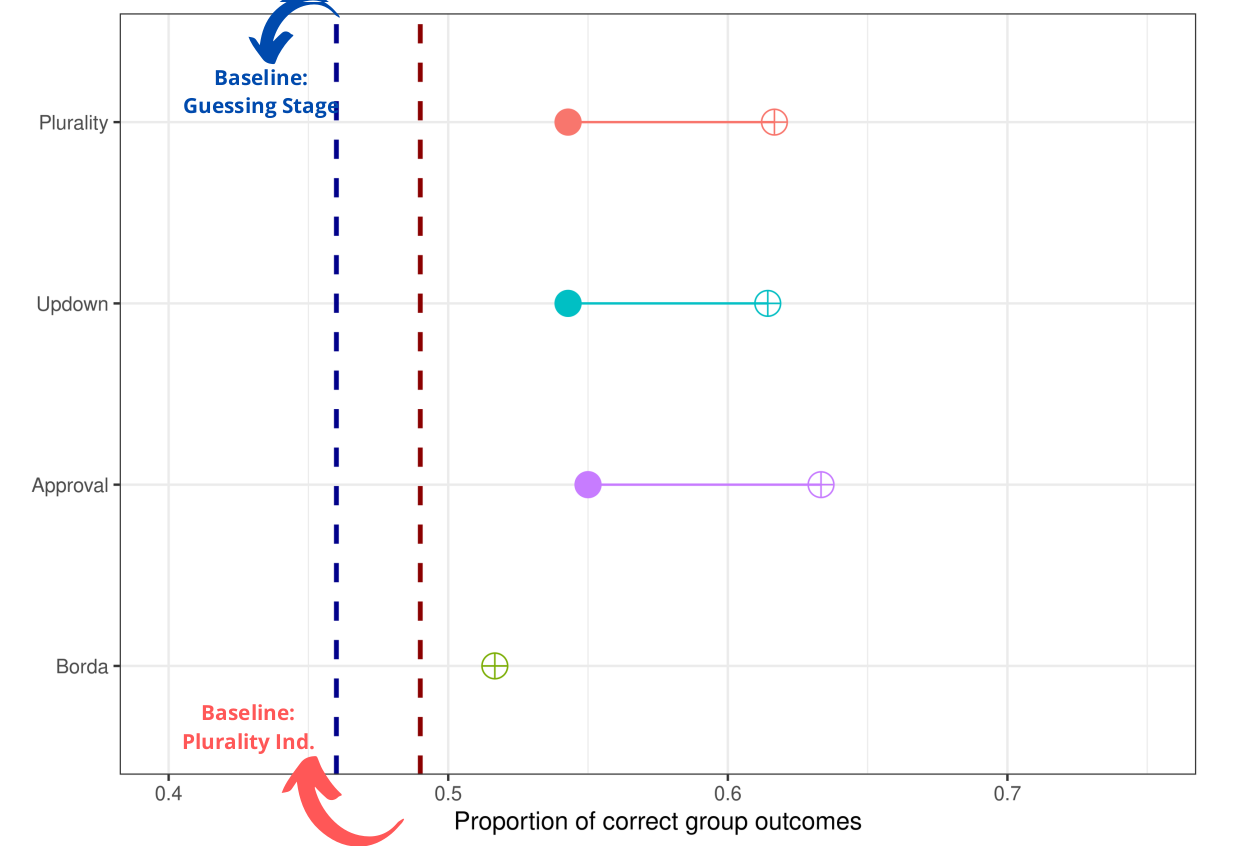 Baseline:
Guessing Stage
Plurality
Updown
Approval
Borda
Baseline:
Plurality Ind.
0.4
0.5
0.6
0.7
Proportion of correct group outcomes